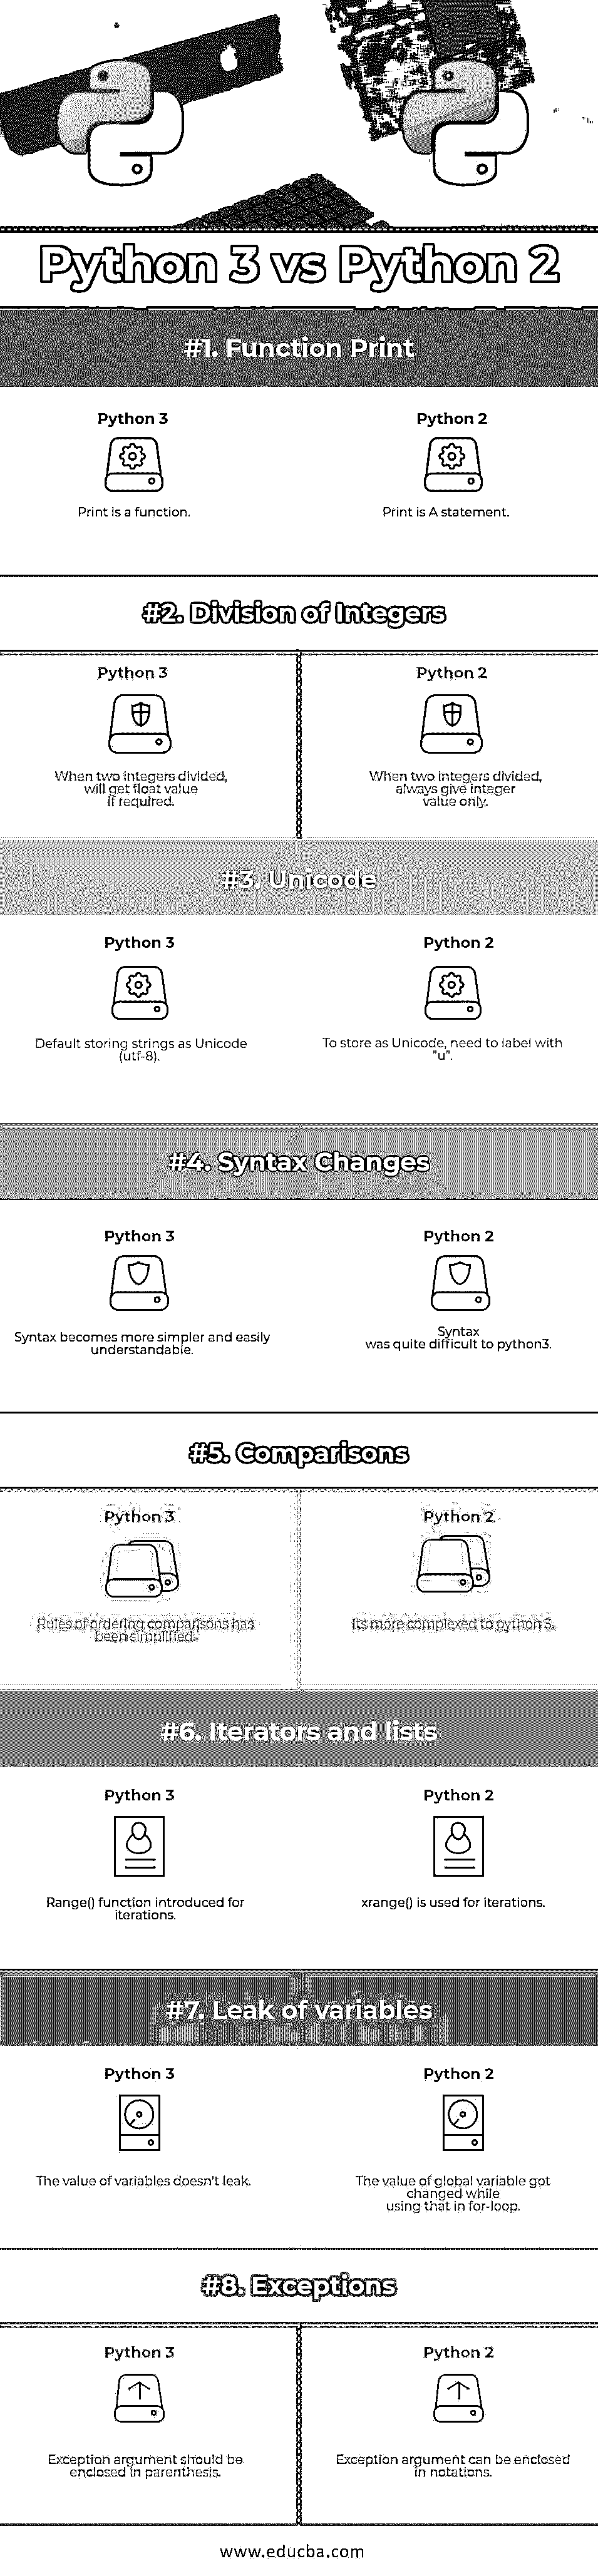 Python 3 vs Python 2
#1. Function Print
Python 3
Python 2
Print is a function.
Print is A statement.
#2. Division of Integers
Python 3
Python 2
When two integers divided,
will get float value
if required.
When two integers divided,
always give integer
value only.
#3. Unicode
Python 3
Python 2
Default storing strings as Unicode
(utf-8).
To store as Unicode, need to label with
"u".
#4. Syntax Changes
Python 3
Python 2
Syntax becomes more simpler and easily
understandable.
Syntax
was quite difficult to python3.
#5. Comparisons
Python 3
Python 2
Rules of ordering comparisons has
been simplified.
Its more complexed to python 3.
#6. Iterators and lists
Python 3
Python 2
Range() function introduced for
iterations.
xrange() is used for iterations.
#7. Leak of variables
Python 3
Python 2
The value of variables doesn't leak.
The value of global variable got
changed while
using that in for-loop.
#8. Exceptions
Python 3
Python 2
Exception argument should be
enclosed in parenthesis.
Exception argument can be enclosed
in notations.
www.educba.com